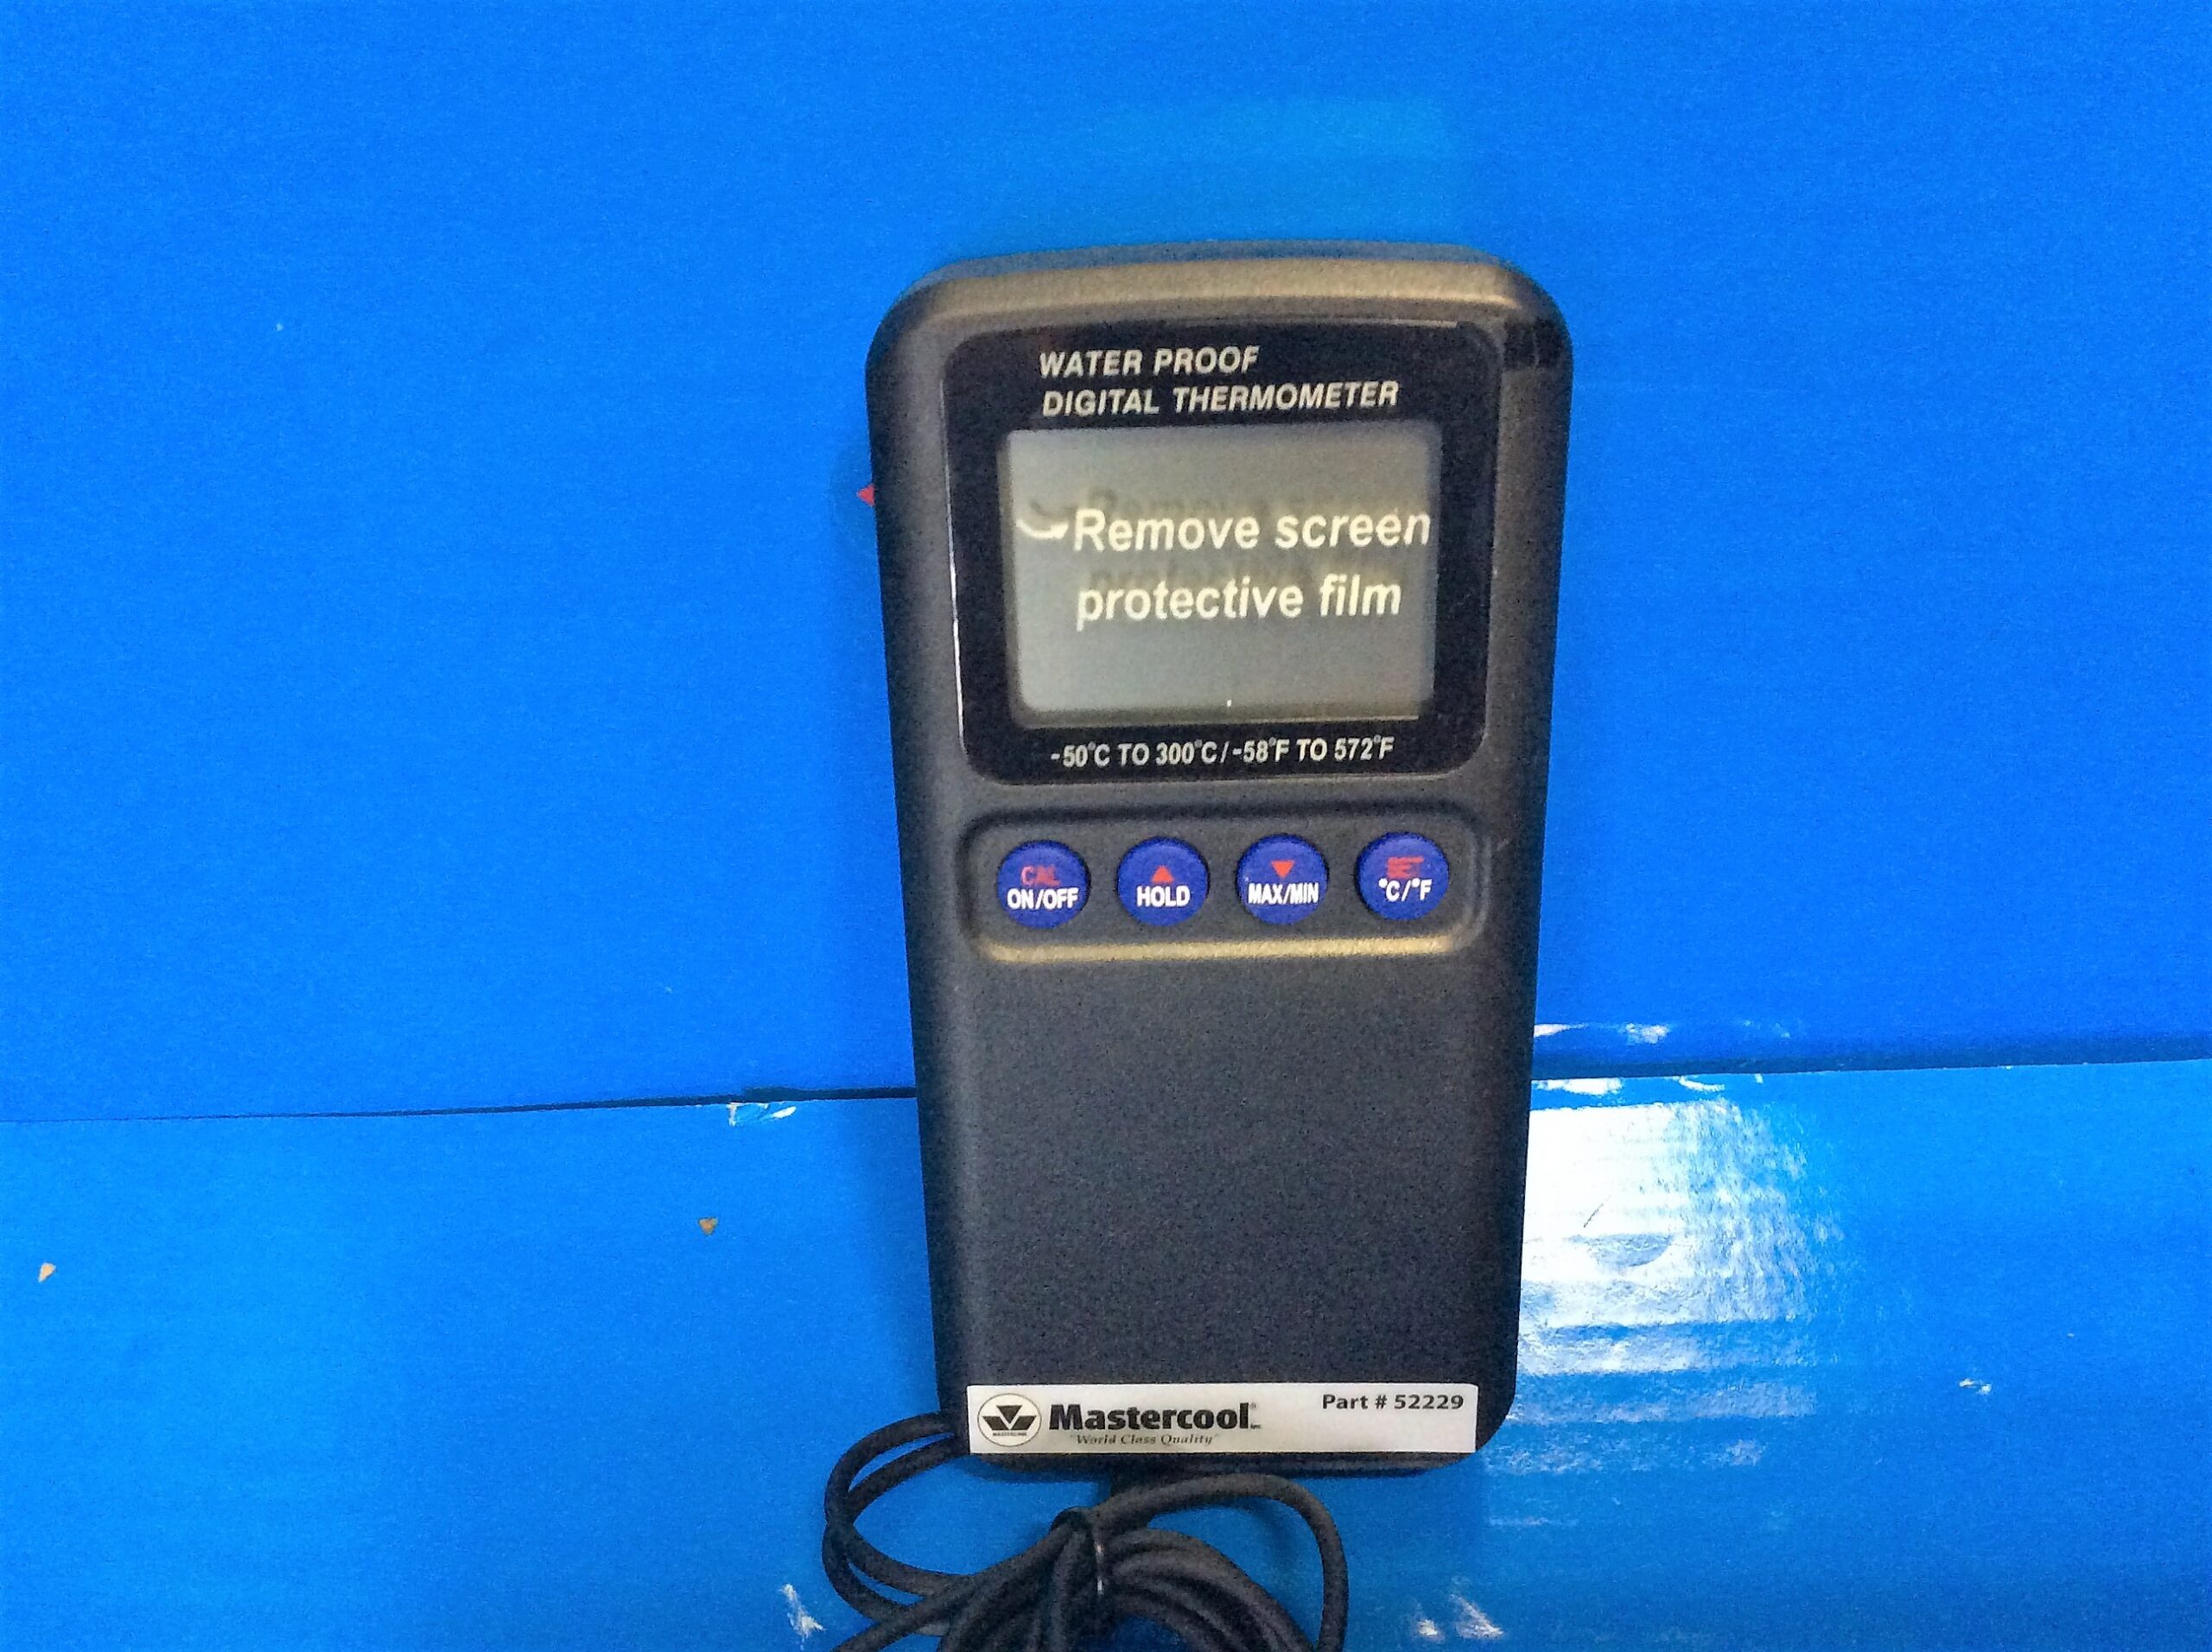 WATER PROOF
DIGITAL THERMOMETER
Remove screen
protective film
-50°C TO 300°C / -58°F TO 572°F
CAL
ON/OFF
HOLD
MAX/MIN
SET
°C/°F
Mastercool
"World Class Quality"
Part # 52229